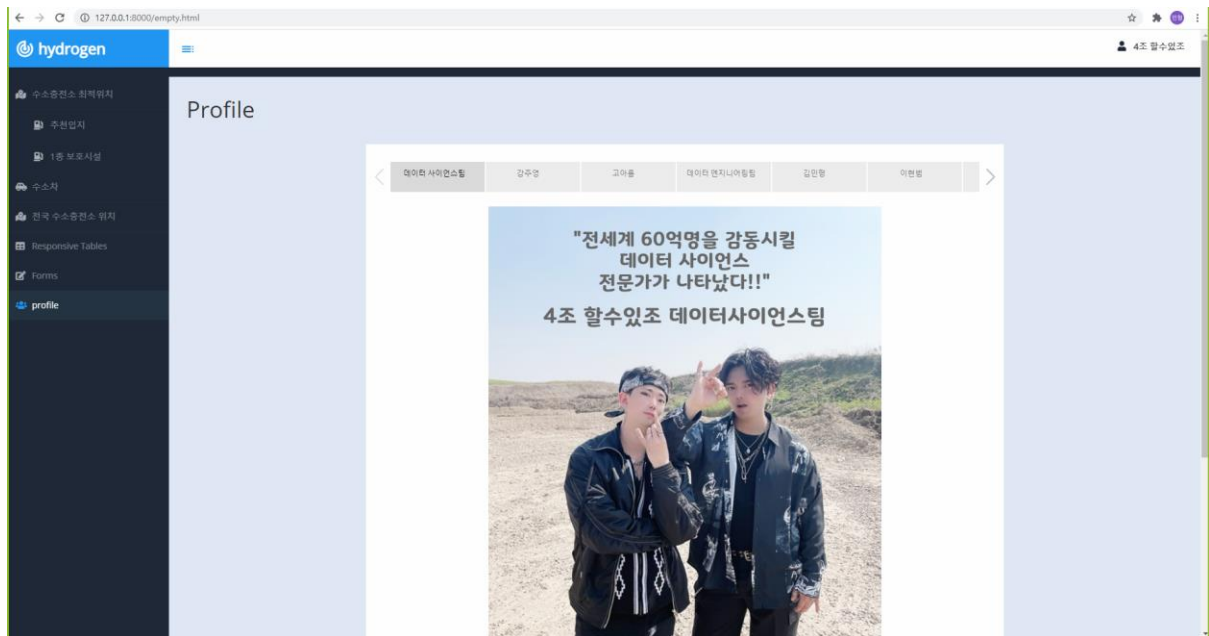 127.0.0.1:8000/empty.html
hydrogen
4조 할수있조
수소충전소 최적위치
추천입지
1종 보호시설
수소차
전국 수소충전소 위치
Responsive Tables
Forms
profile
Profile
데이터 사이언스팀 강주영 고아름 데이터 엔지니어링팀 김민형 이현범
"전세계 60억명을 감동시킬
데이터 사이언스
전문가가 나타났다!!"
4조 할수있조 데이터사이언스팀